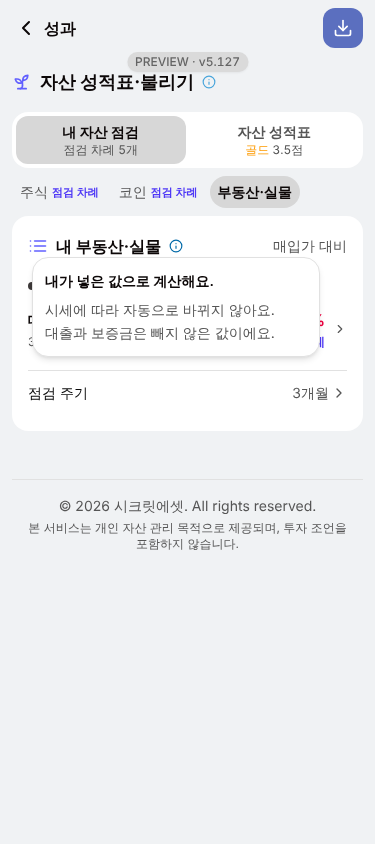 성과
PREVIEW · v5.127
자산 성적표·불리기
내 자산 점검
점검 차례 5개
자산 성적표
골드 3.5점
주식 점검 차례
코인 점검 차례
부동산·실물
내 부동산·실물
매입가 대비
내가 넣은 값으로 계산해요.
시세에 따라 자동으로 바뀌지 않아요.
대출과 보증금은 빼지 않은 값이에요.
점검 주기
3개월
© 2026 시크릿에셋. All rights reserved.
본 서비스는 개인 자산 관리 목적으로 제공되며, 투자 조언을
포함하지 않습니다.